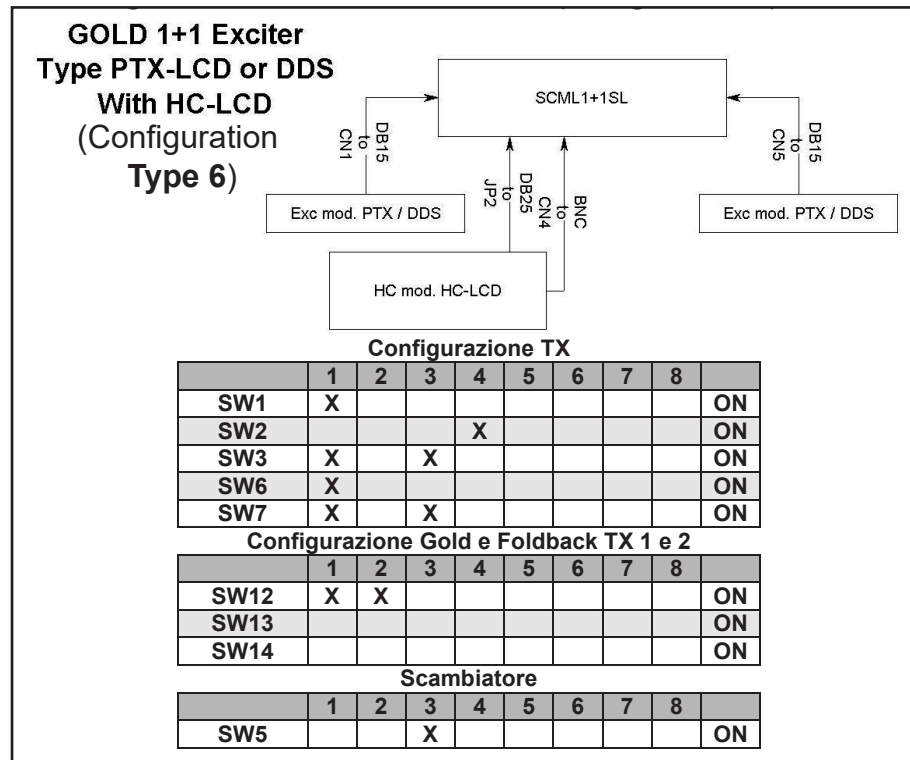 GOLD 1+1 Exciter
Type PTX-LCD or DDS
With HC-LCD
(Configuration
Type 6)
SCML1+1SL
DB15
to
CN1
DB25
to
JP2
BNC
to
CN4
DB15
to
CN5
Exc mod. PTX / DDS
Exc mod. PTX / DDS
HC mod. HC-LCD
Configurazione TX
1 2 3 4 5 6 7 8
SW1 X ON
SW2 X ON
SW3 X X ON
SW6 X ON
SW7 X X ON
Configurazione Gold e Foldback TX 1 e 2
1 2 3 4 5 6 7 8
SW12 X X ON
SW13 ON
SW14 ON
Scambiatore
1 2 3 4 5 6 7 8
SW5 X ON